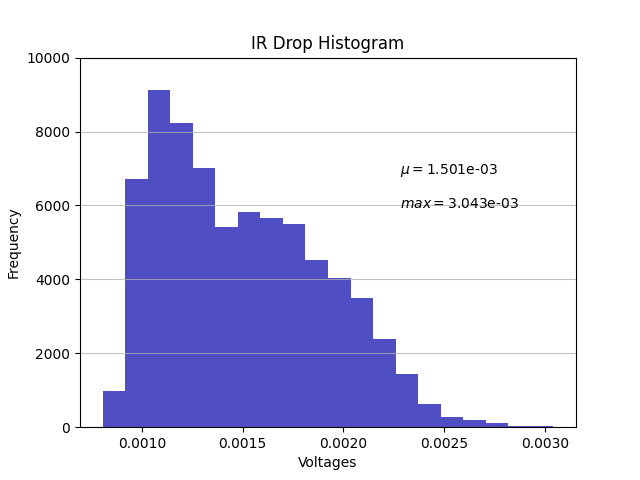 IR Drop Histogram
10000
8000
6000
4000
2000
0
Frequency
μ = 1.501e-03
max = 3.043e-03
0.0010 0.0015 0.0020 0.0025 0.0030
Voltages